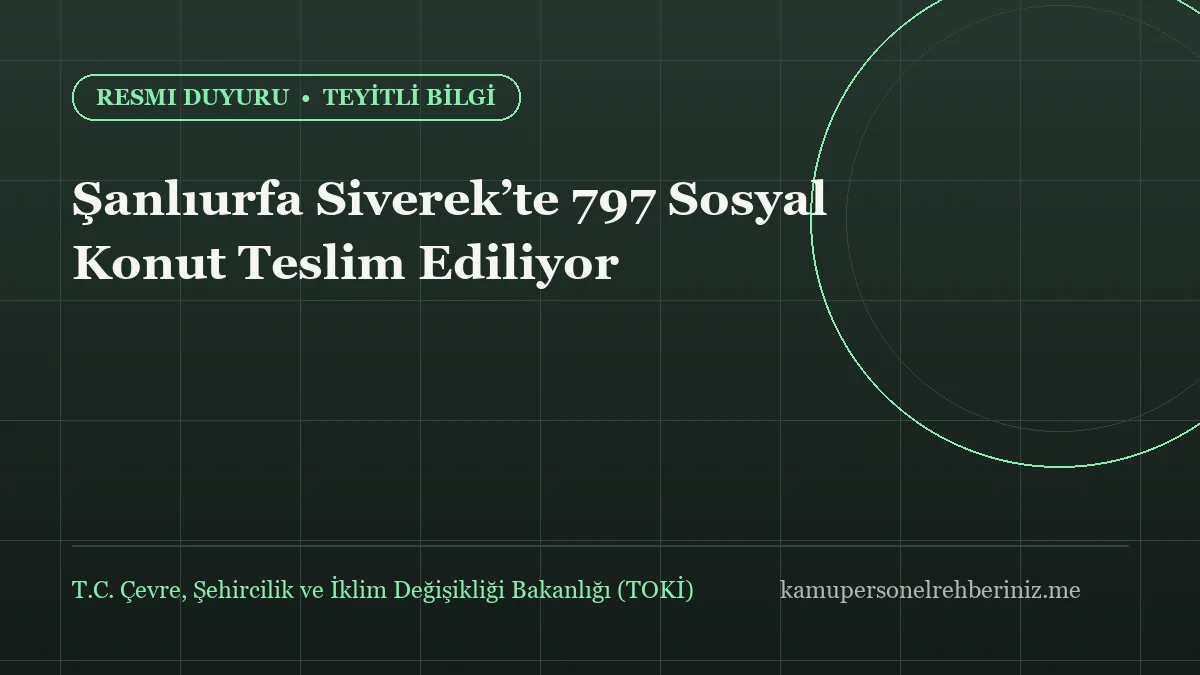 RESMI DUYURU • TEYİTLİ BİLGİ
Şanlıurfa Siverek’te 797 Sosyal
Konut Teslim Ediliyor
T.C. Çevre, Şehircilik ve İklim Değişikliği Bakanlığı (TOKİ)
kamupersonelrehberiniz.me